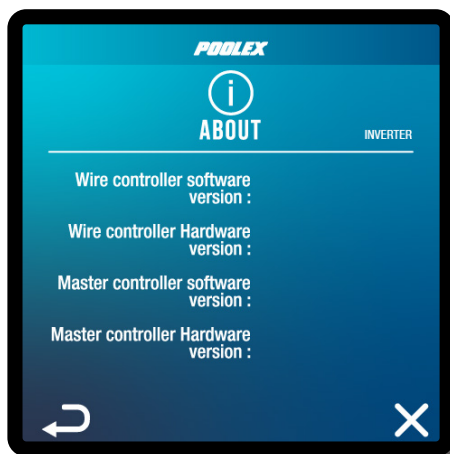 POOLEX
i
ABOUT
INVERTER
Wire controller software
version :
Wire controller Hardware
version :
Master controller software
version :
Master controller Hardware
version :